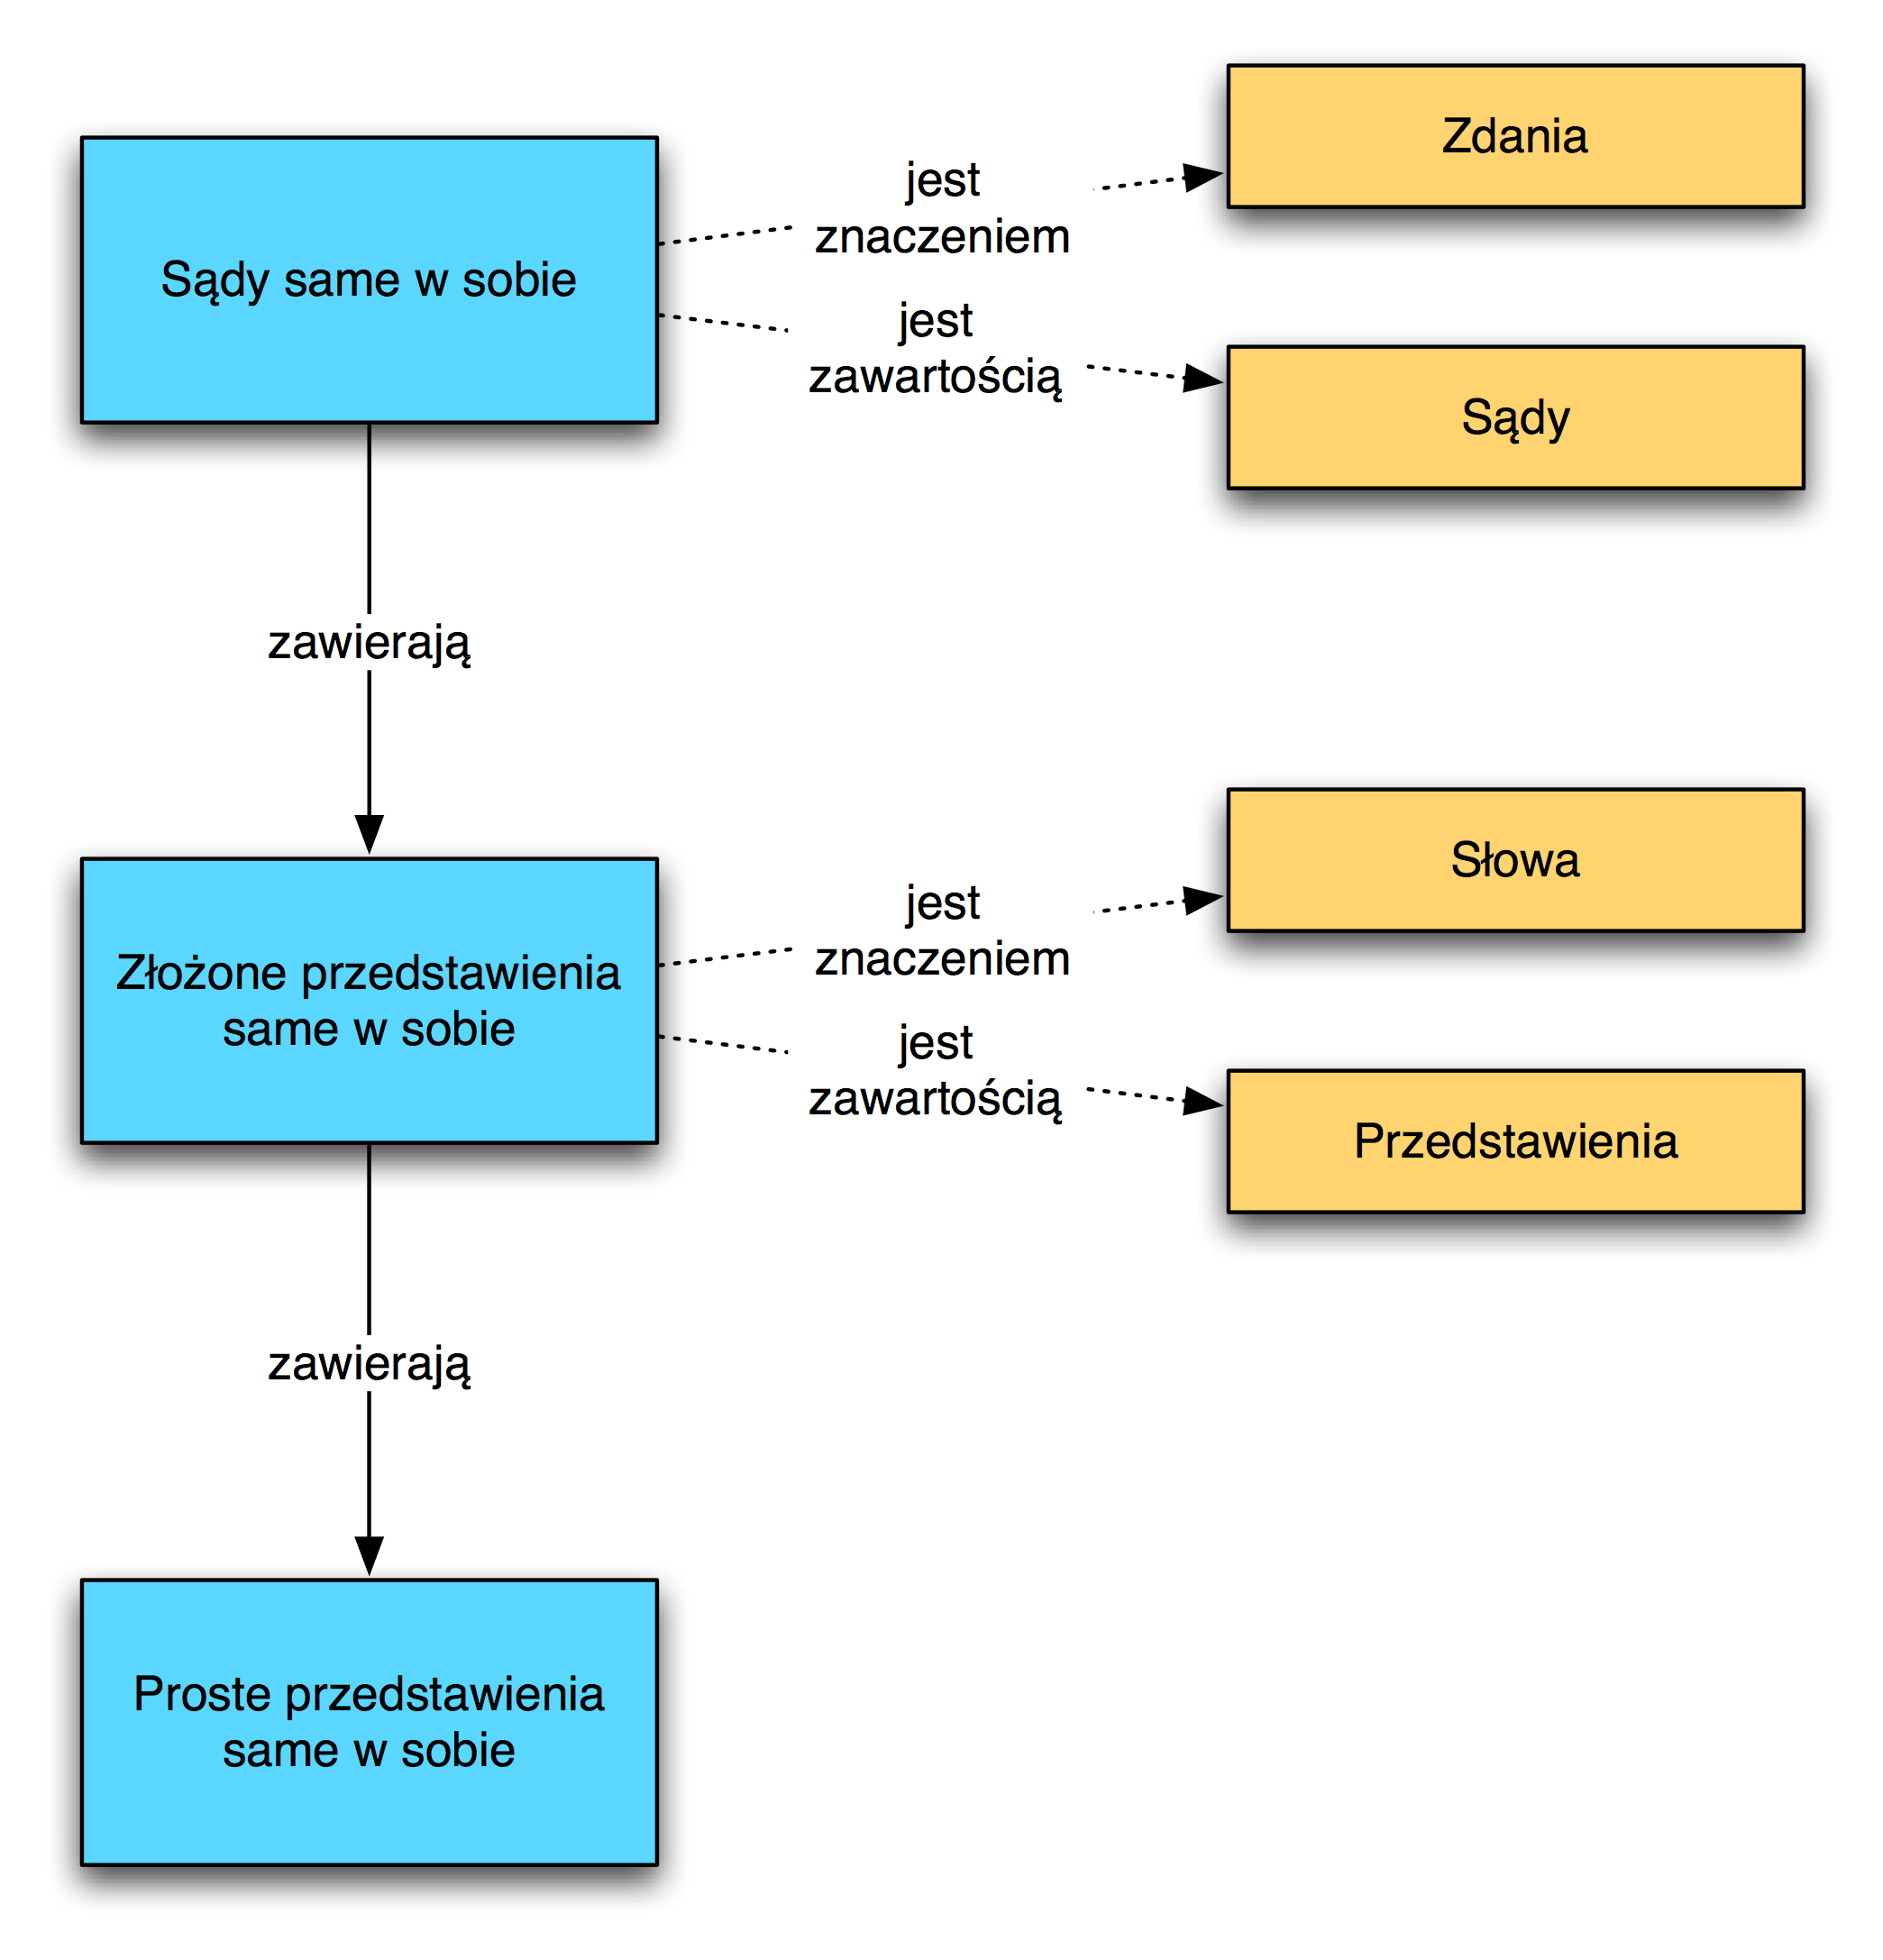 Zdania
jest
znaczeniem
Sądy same w sobie
jest
zawartością
Sądy
zawierają
Słowa
jest
znaczeniem
Złożone przedstawienia
same w sobie
jest
zawartością
Przedstawienia
zawierają
Proste przedstawienia
same w sobie